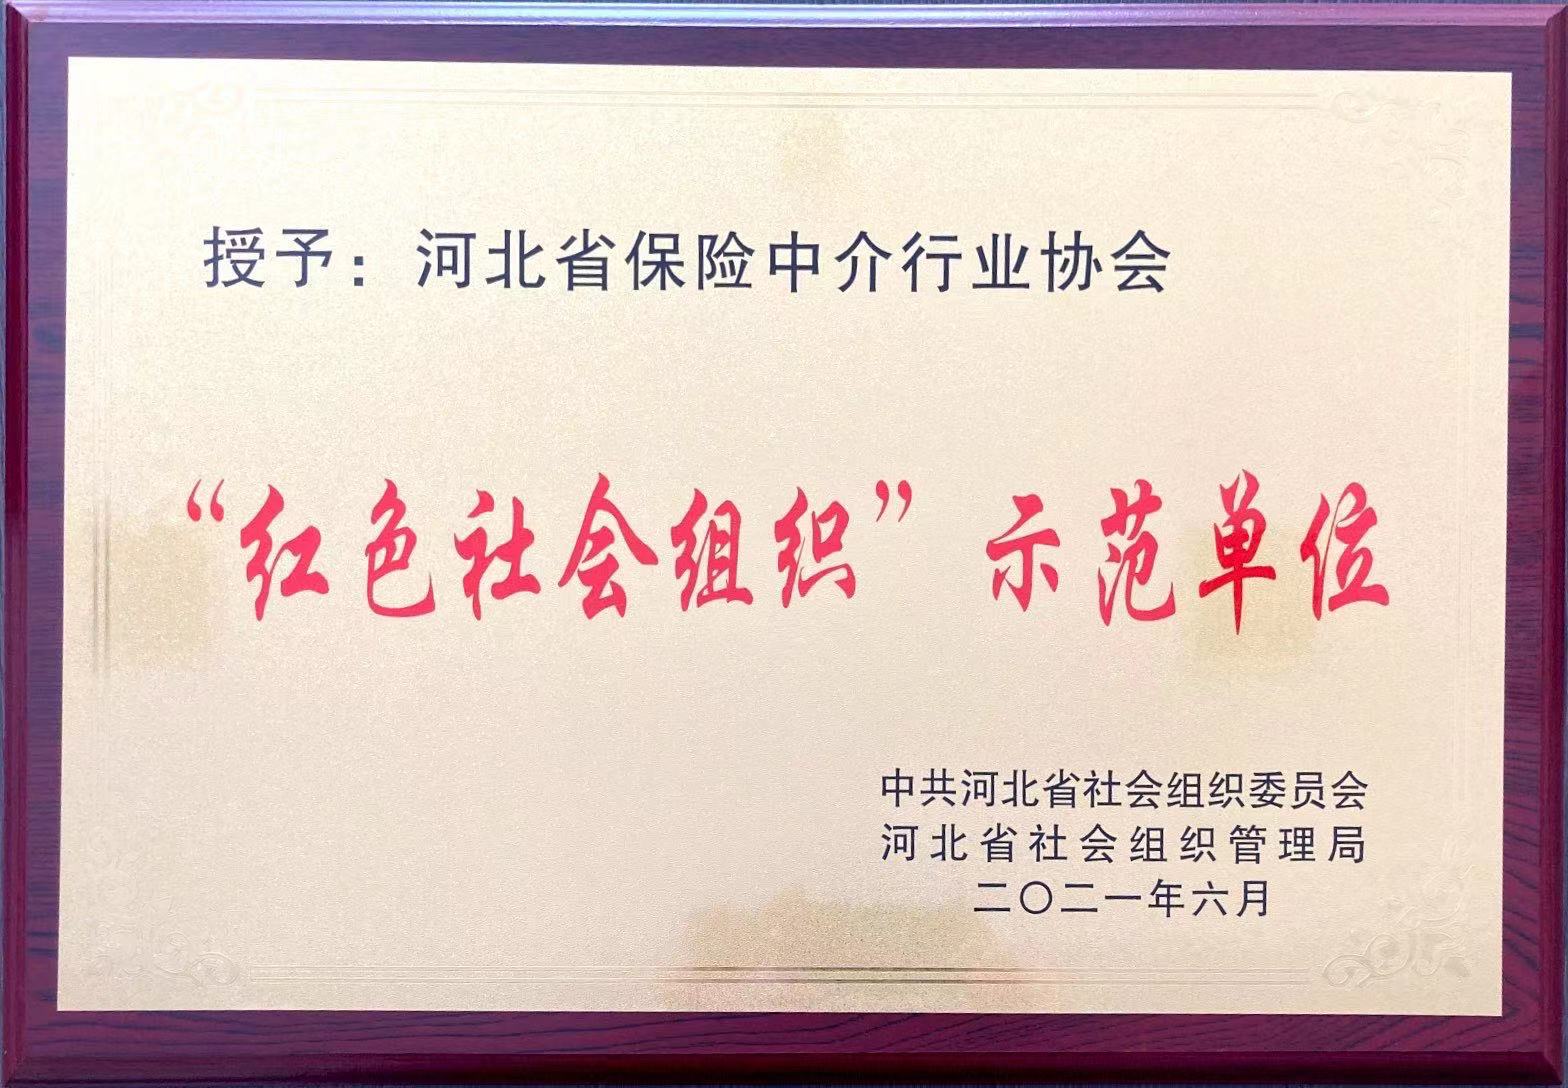 授予：河北省保险中介行业协会
“红色社会组织”示范单位
中共河北省社会组织委员会
河北省社会组织管理局
二〇二一年六月